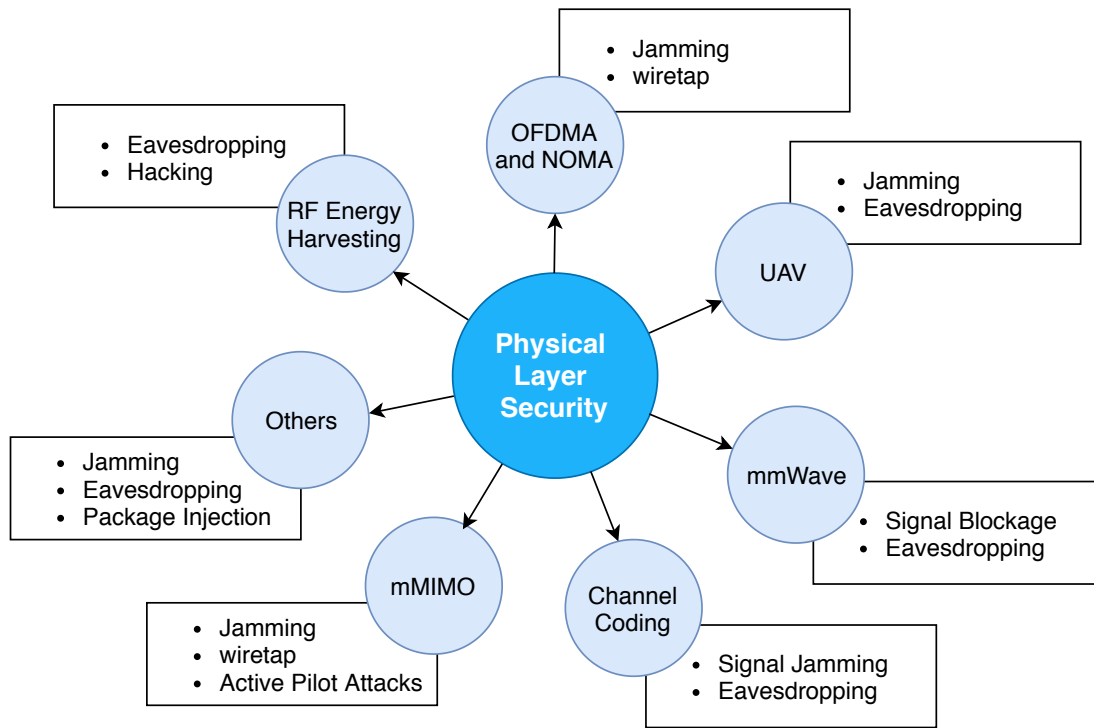 Jamming
wiretap
OFDMA
and NOMA
Eavesdropping
Hacking
RF Energy
Harvesting
Jamming
Eavesdropping
UAV
Physical
Layer
Security
Others
Jamming
Eavesdropping
Package Injection
mmWave
Signal Blockage
Eavesdropping
mMIMO
Jamming
wiretap
Active Pilot Attacks
Channel
Coding
Signal Jamming
Eavesdropping